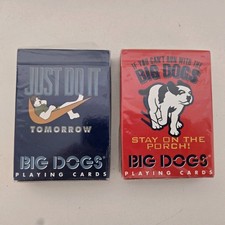 JUST DO IT
TOMORROW
BIG DOGS
PLAYING CARDS
IF YOU CAN'T RUN WITH THE
BIG DOGS
STAY ON THE
PORCH!
BIG DOGS
PLAYING CARDS